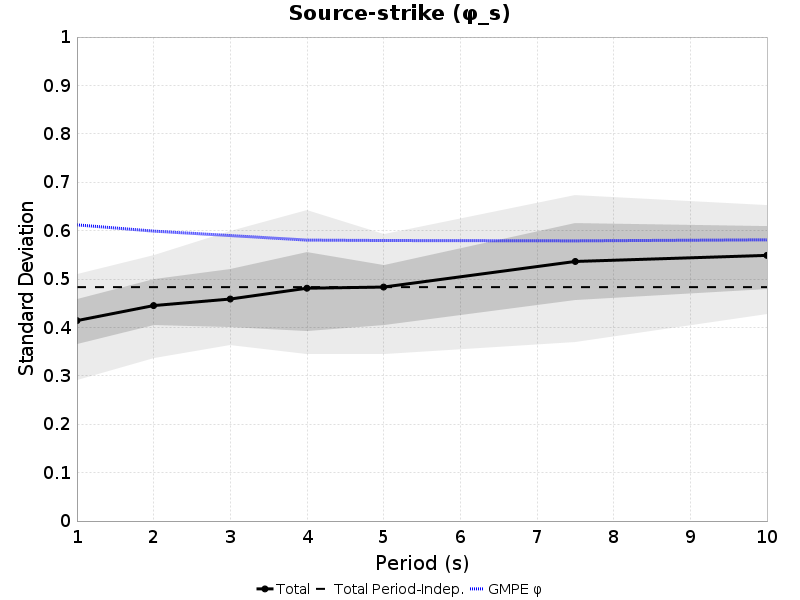 Source-strike (φ_s)
Standard Deviation
1
0.9
0.8
0.7
0.6
0.5
0.4
0.3
0.2
0.1
0
1 2 3 4 5 6 7 8 9 10
Period (s)
Total Total Period-Indep. GMPE φ